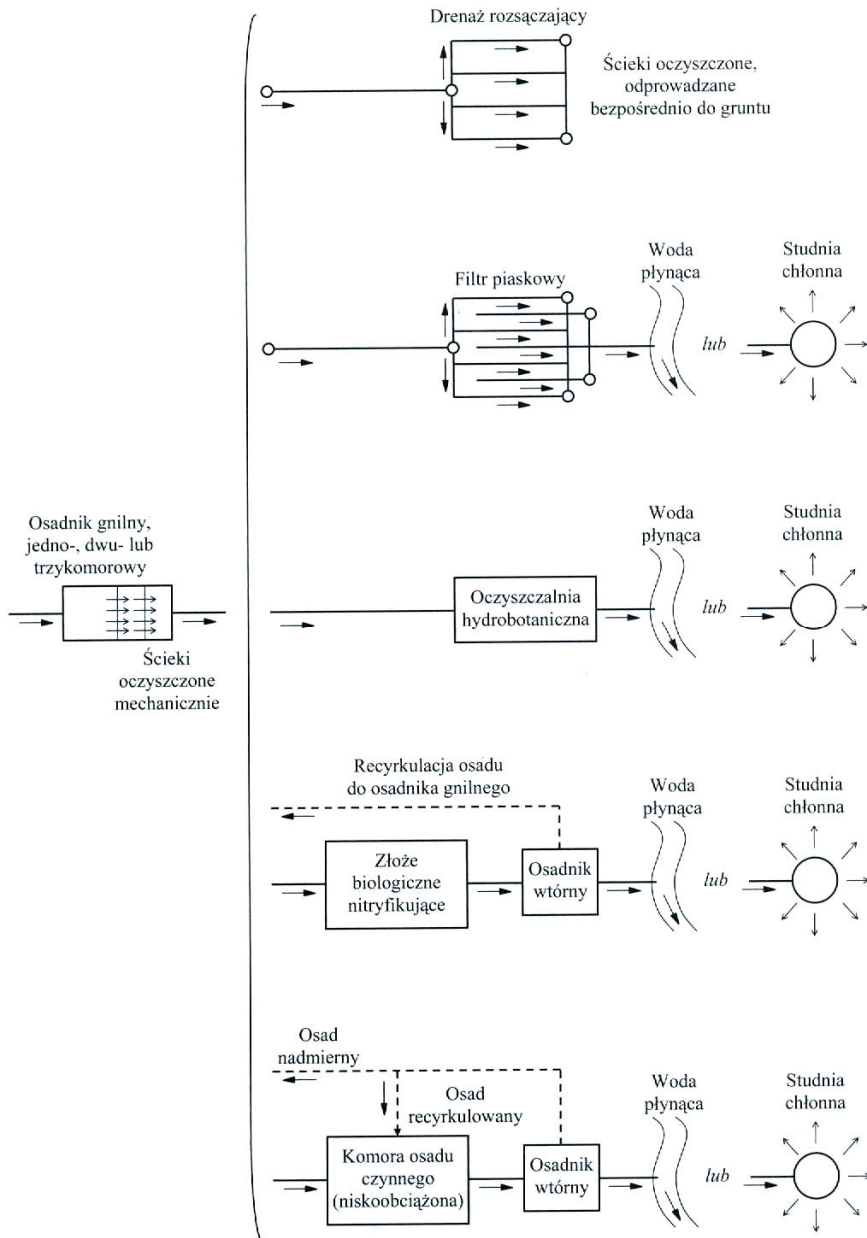 Drenaż rozsączający
Ścieki oczyszczone,
odprowadzane
bezpośrednio do gruntu
Filtr piaskowy
Woda
płynąca
lub
Studnia
chłonna
Osadnik gnilny,
jedno-, dwu- lub
trzykomorowy
Ścieki
oczyszczone
mechanicznie
Oczyszczalnia
hydrobotaniczna
Woda
płynąca
lub
Studnia
chłonna
Recyrkulacja osadu
do osadnika gnilnego
Złoże
biologiczne
nitryfikujące
Osadnik
wtórny
Woda
płynąca
lub
Studnia
chłonna
Osad
nadmierny
Osad
recyrkulowany
Komora osadu
czynnego
(niskoobciążona)
Osadnik
wtórny
Woda
płynąca
lub
Studnia
chłonna